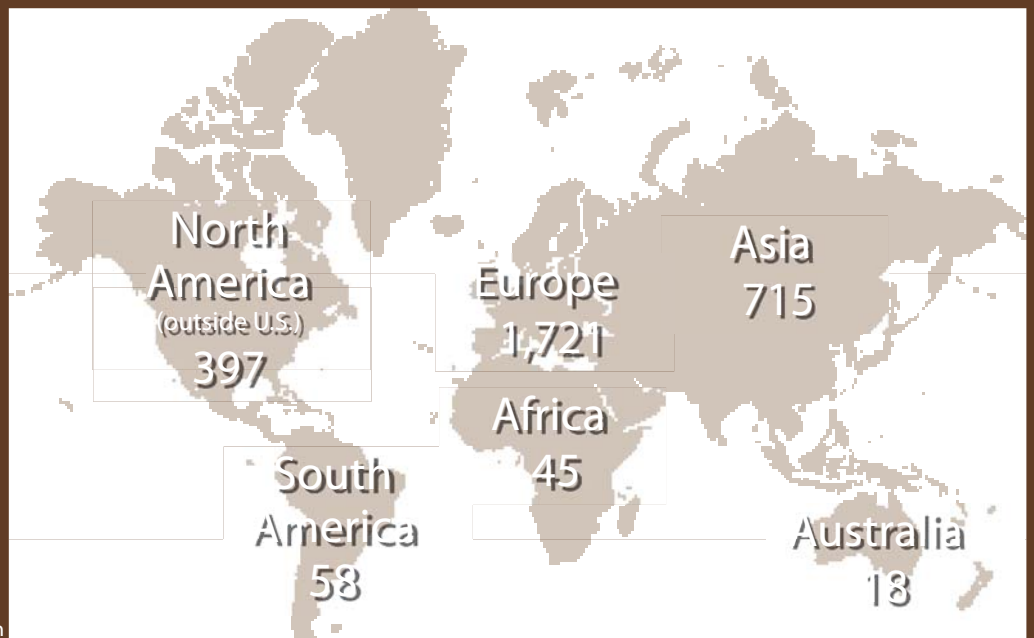 North
America
(outside U.S.)
397
Europe
1,721
Asia
715
Africa
45
South
America
58
Australia
18